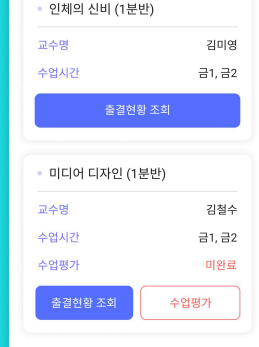 인체의 신비 (1분반)
교수명 김미영
수업시간 금1, 금2
출결현황 조회
미디어 디자인 (1분반)
교수명 김철수
수업시간 금1, 금2
수업평가 미완료
출결현황 조회 수업평가